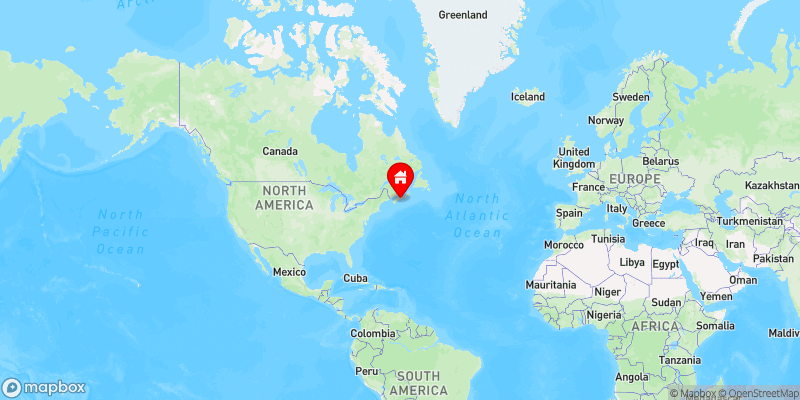 Greenland
Arctic
Iceland
Sweden
Norway
Canada
United
Kingdom
Belarus
EUROPE
Kazakhstan
NORTH
AMERICA
France
North
Atlantic
Ocean
Italy
Spain
Greece
Turkmenistan
North
Pacific
Ocean
Morocco
Tunisia
Iraq
Iran
Libya
Egypt
Pakistan
Mexico
Cuba
Mauritania
Niger
Oman
Yemen
Sudan
Nigeria
Somalia
AFRICA
Maldiv
Colombia
Tanzania
Peru
SOUTH
AMERICA
Angola
mapbox
© Mapbox © OpenStreetMap